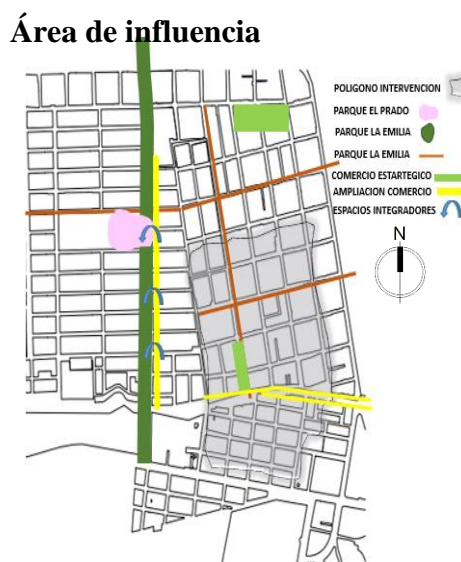 Área de influencia
POLIGONO INTERVENCION
PARQUE EL PRADO
PARQUE LA EMILIA
PARQUE LA EMILIA
COMERCIO ESTARTEGICO
AMPLIACION COMERCIO
ESPACIOS INTEGRADORES
N